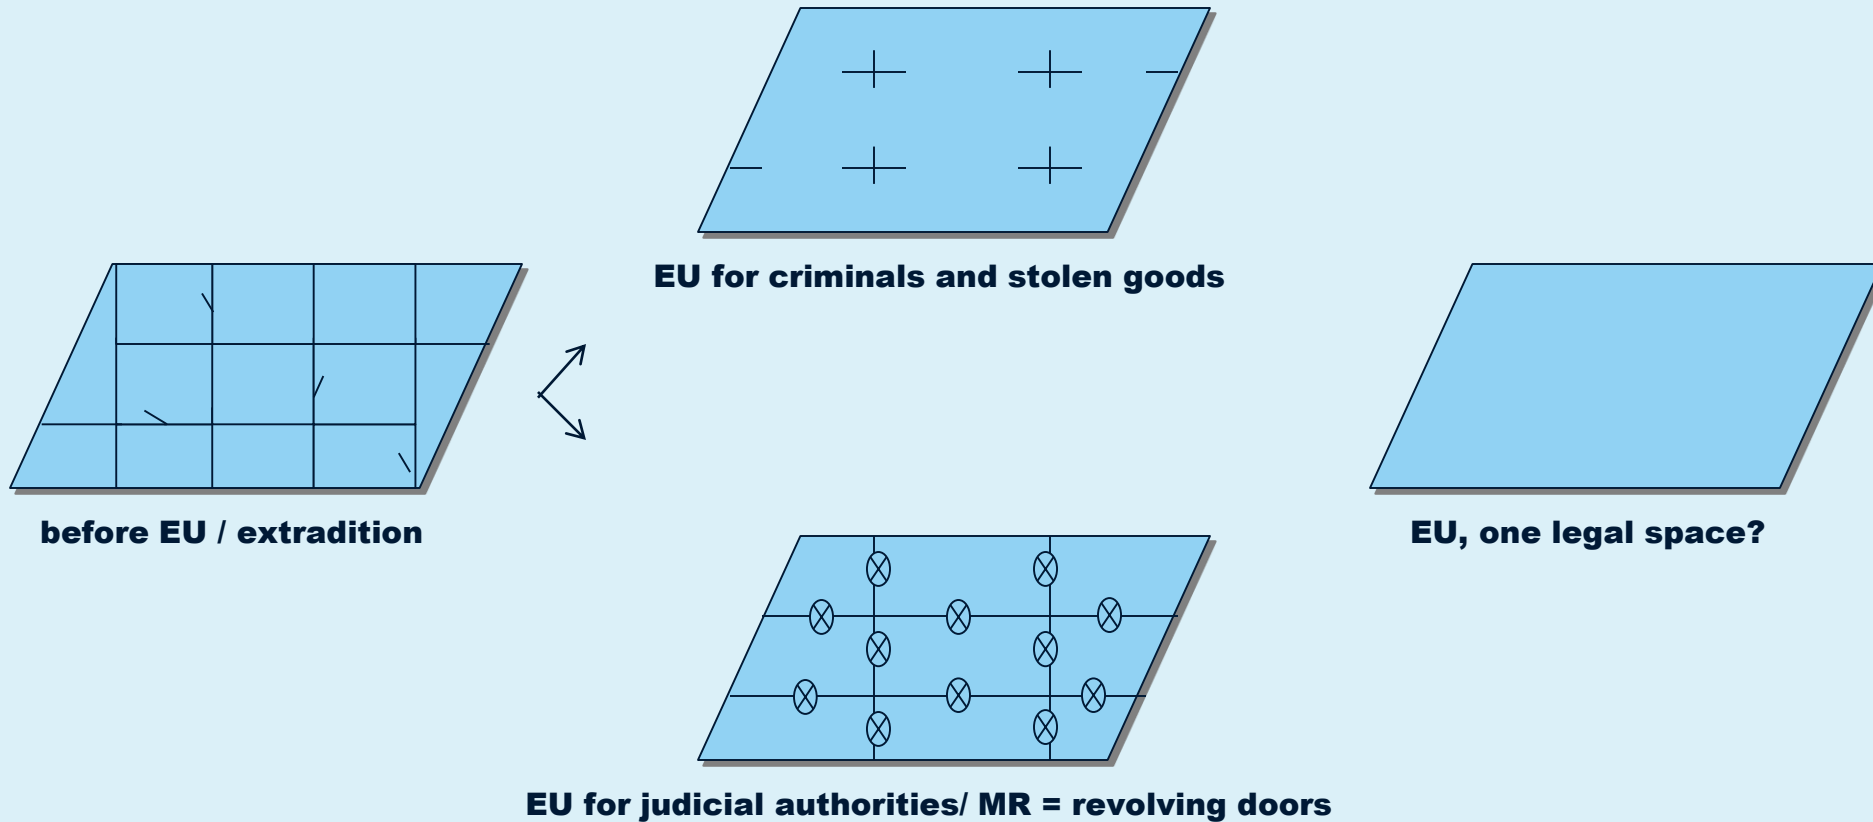 EU for criminals and stolen goods
before EU / extradition
EU, one legal space?
EU for judicial authorities/ MR = revolving doors